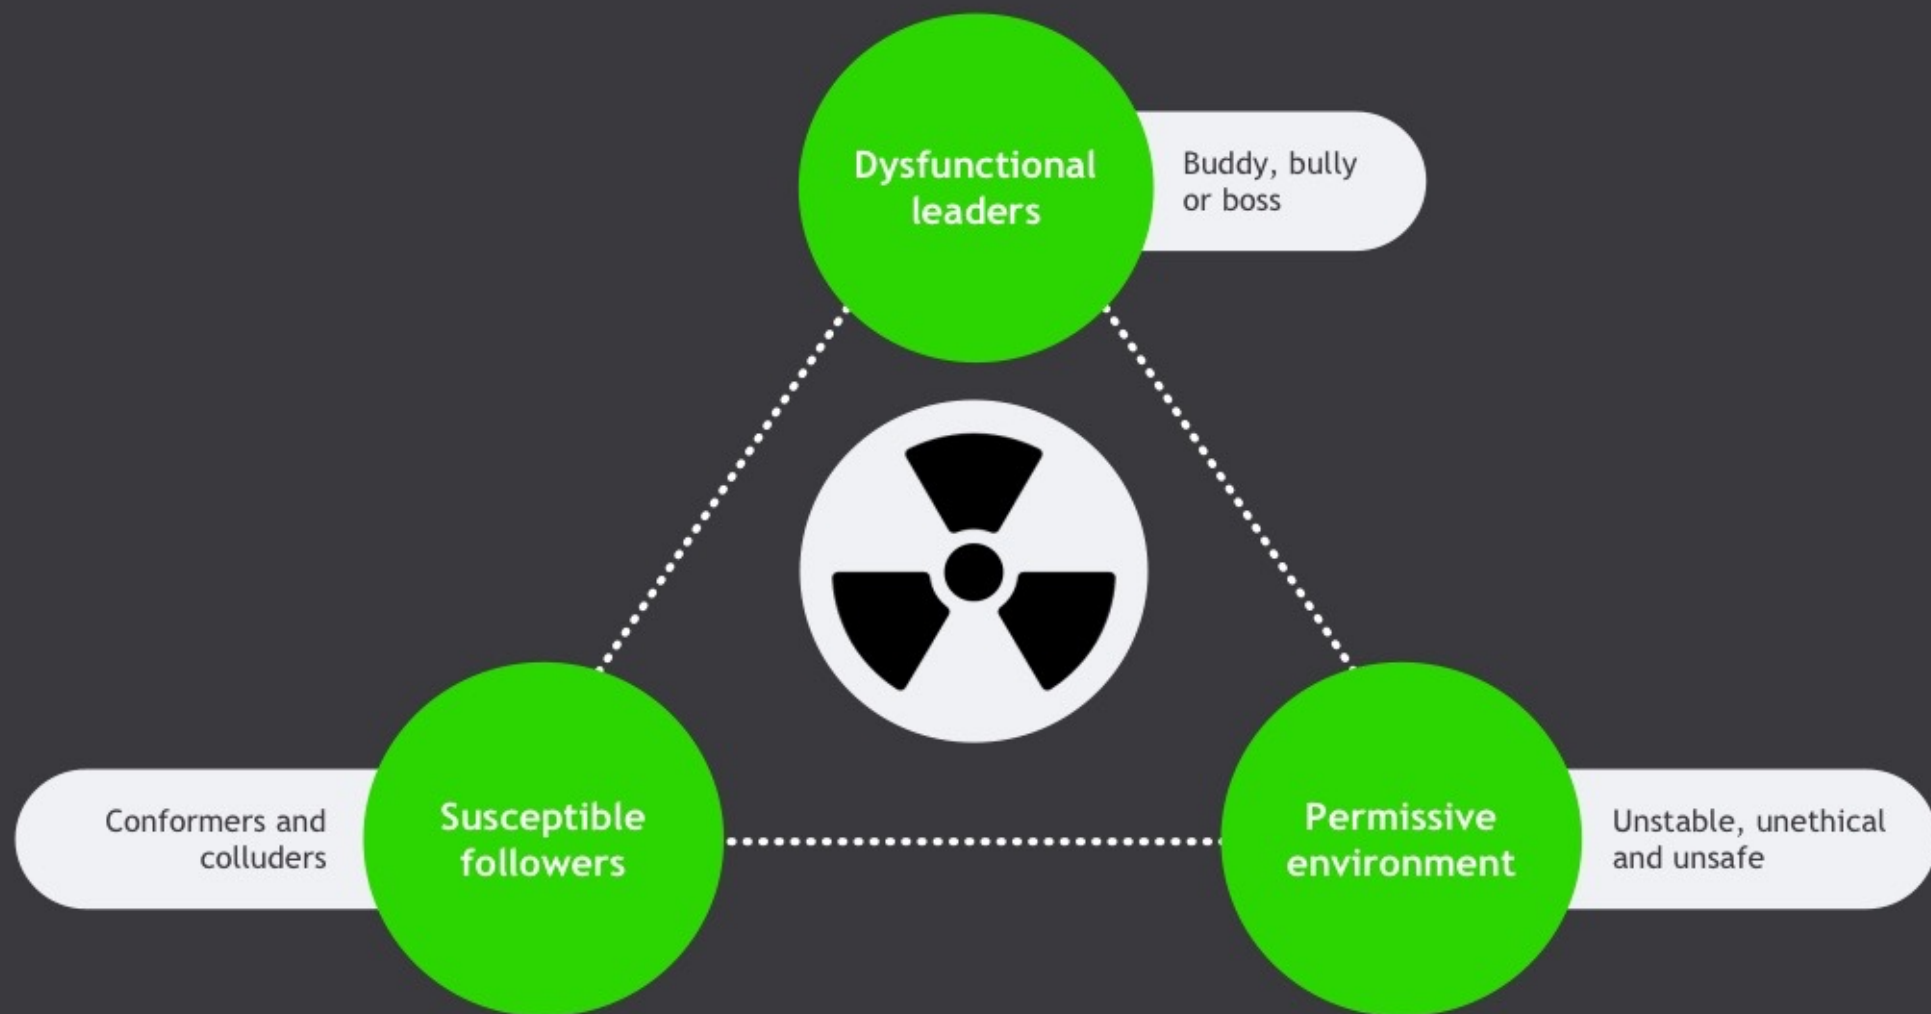 Dysfunctional
leaders
Buddy, bully
or boss
Conformers and
colluders
Susceptible
followers
Permissive
environment
Unstable, unethical
and unsafe